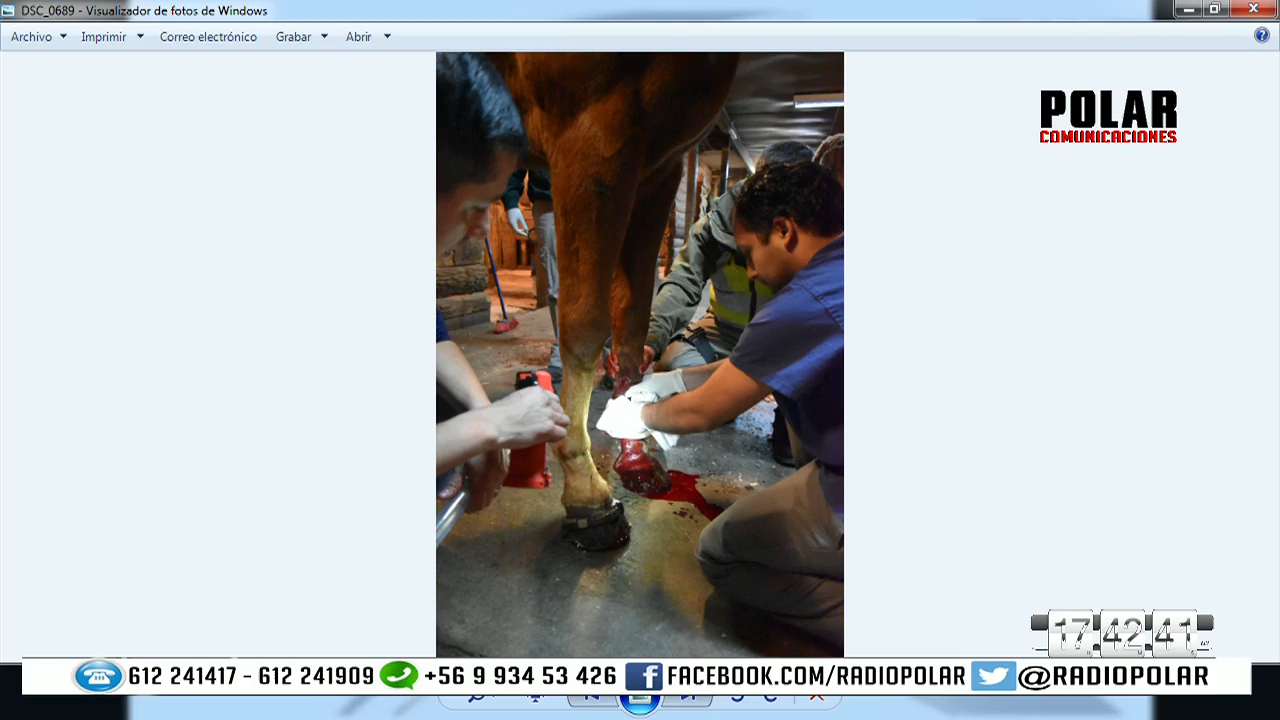 DSC_0689 - Visualizador de fotos de Windows
Archivo Imprimir Correo electrónico Grabar Abrir
POLAR
COMUNICACIONES
17 42 41
612 241417 - 612 241909 +56 9 934 53 426 FACEBOOK.COM/RADIOPOLAR @RADIOPOLAR